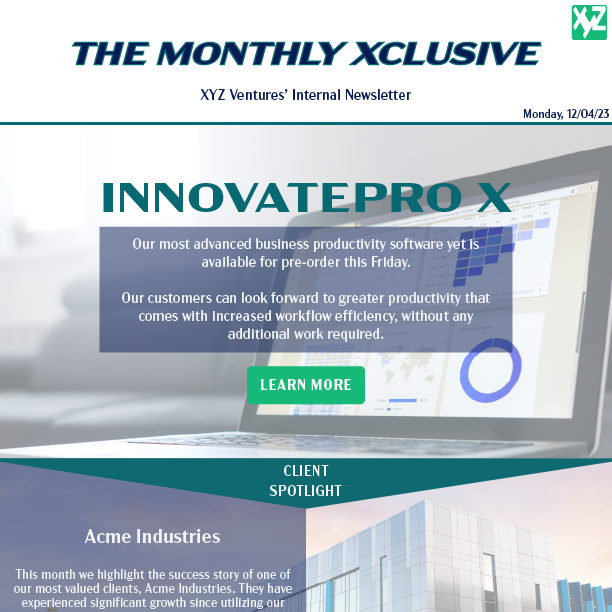 XYZ
THE MONTHLY XCLUSIVE
XYZ Ventures’ Internal Newsletter
Monday, 12/04/23
INNOVATEPRO X
Our most advanced business productivity software yet is
available for pre-order this Friday.
Our customers can look forward to greater productivity that
comes with increased workflow efficiency, without any
additional work required.
LEARN MORE
CLIENT
SPOTLIGHT
Acme Industries
This month we highlight the success story of one of
our most valued clients, Acme Industries. They have
experienced significant growth since utilizing our